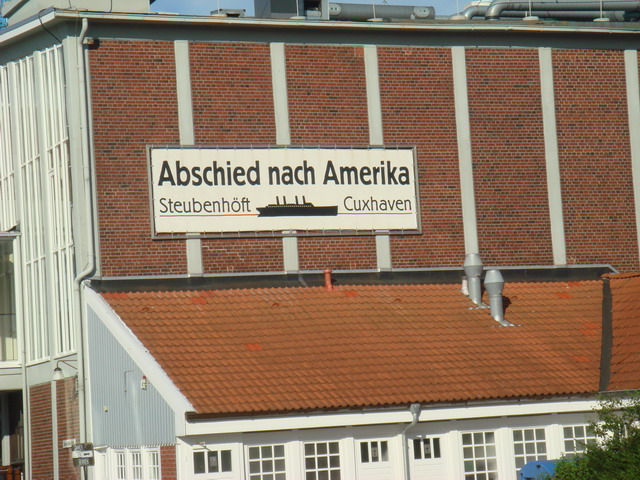 Abschied nach Amerika
Steubenhöft Cuxhaven